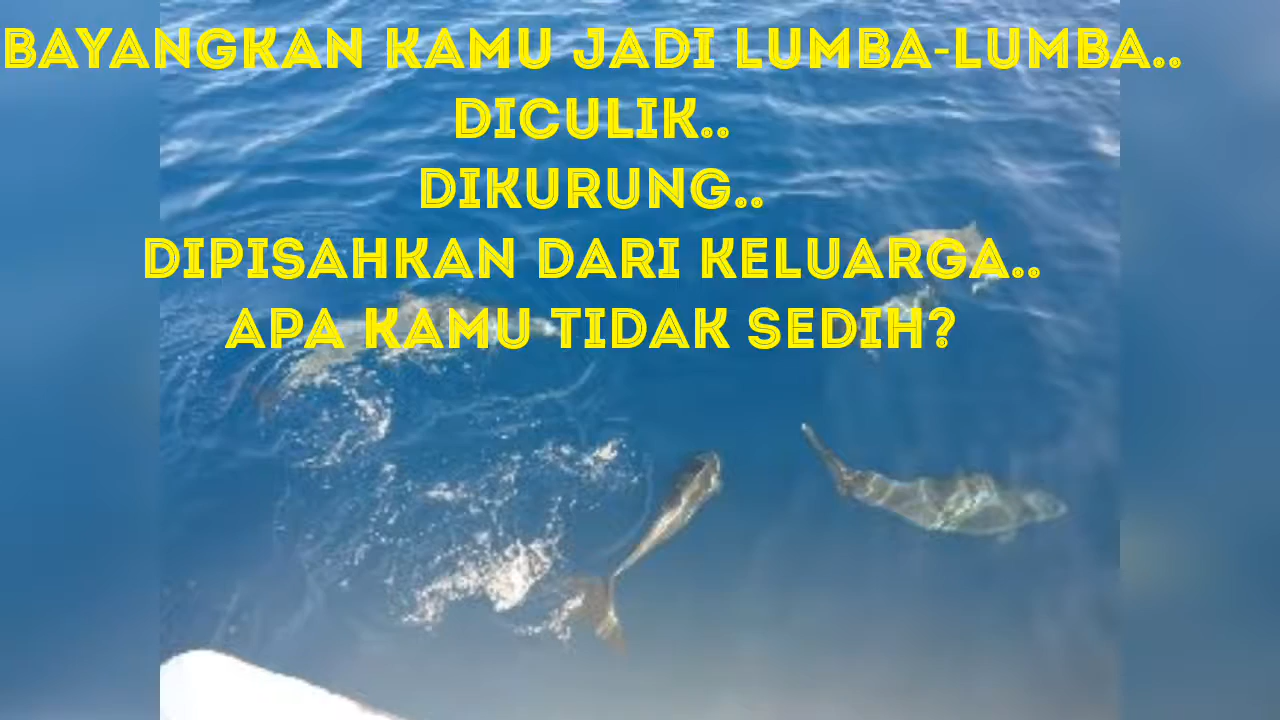 BAYANGKAN KAMU JADI LUMBA-LUMBA..
DICULIK..
DIKURUNG..
DIPISAHKAN DARI KELUARGA..
APA KAMU TIDAK SEDIH?